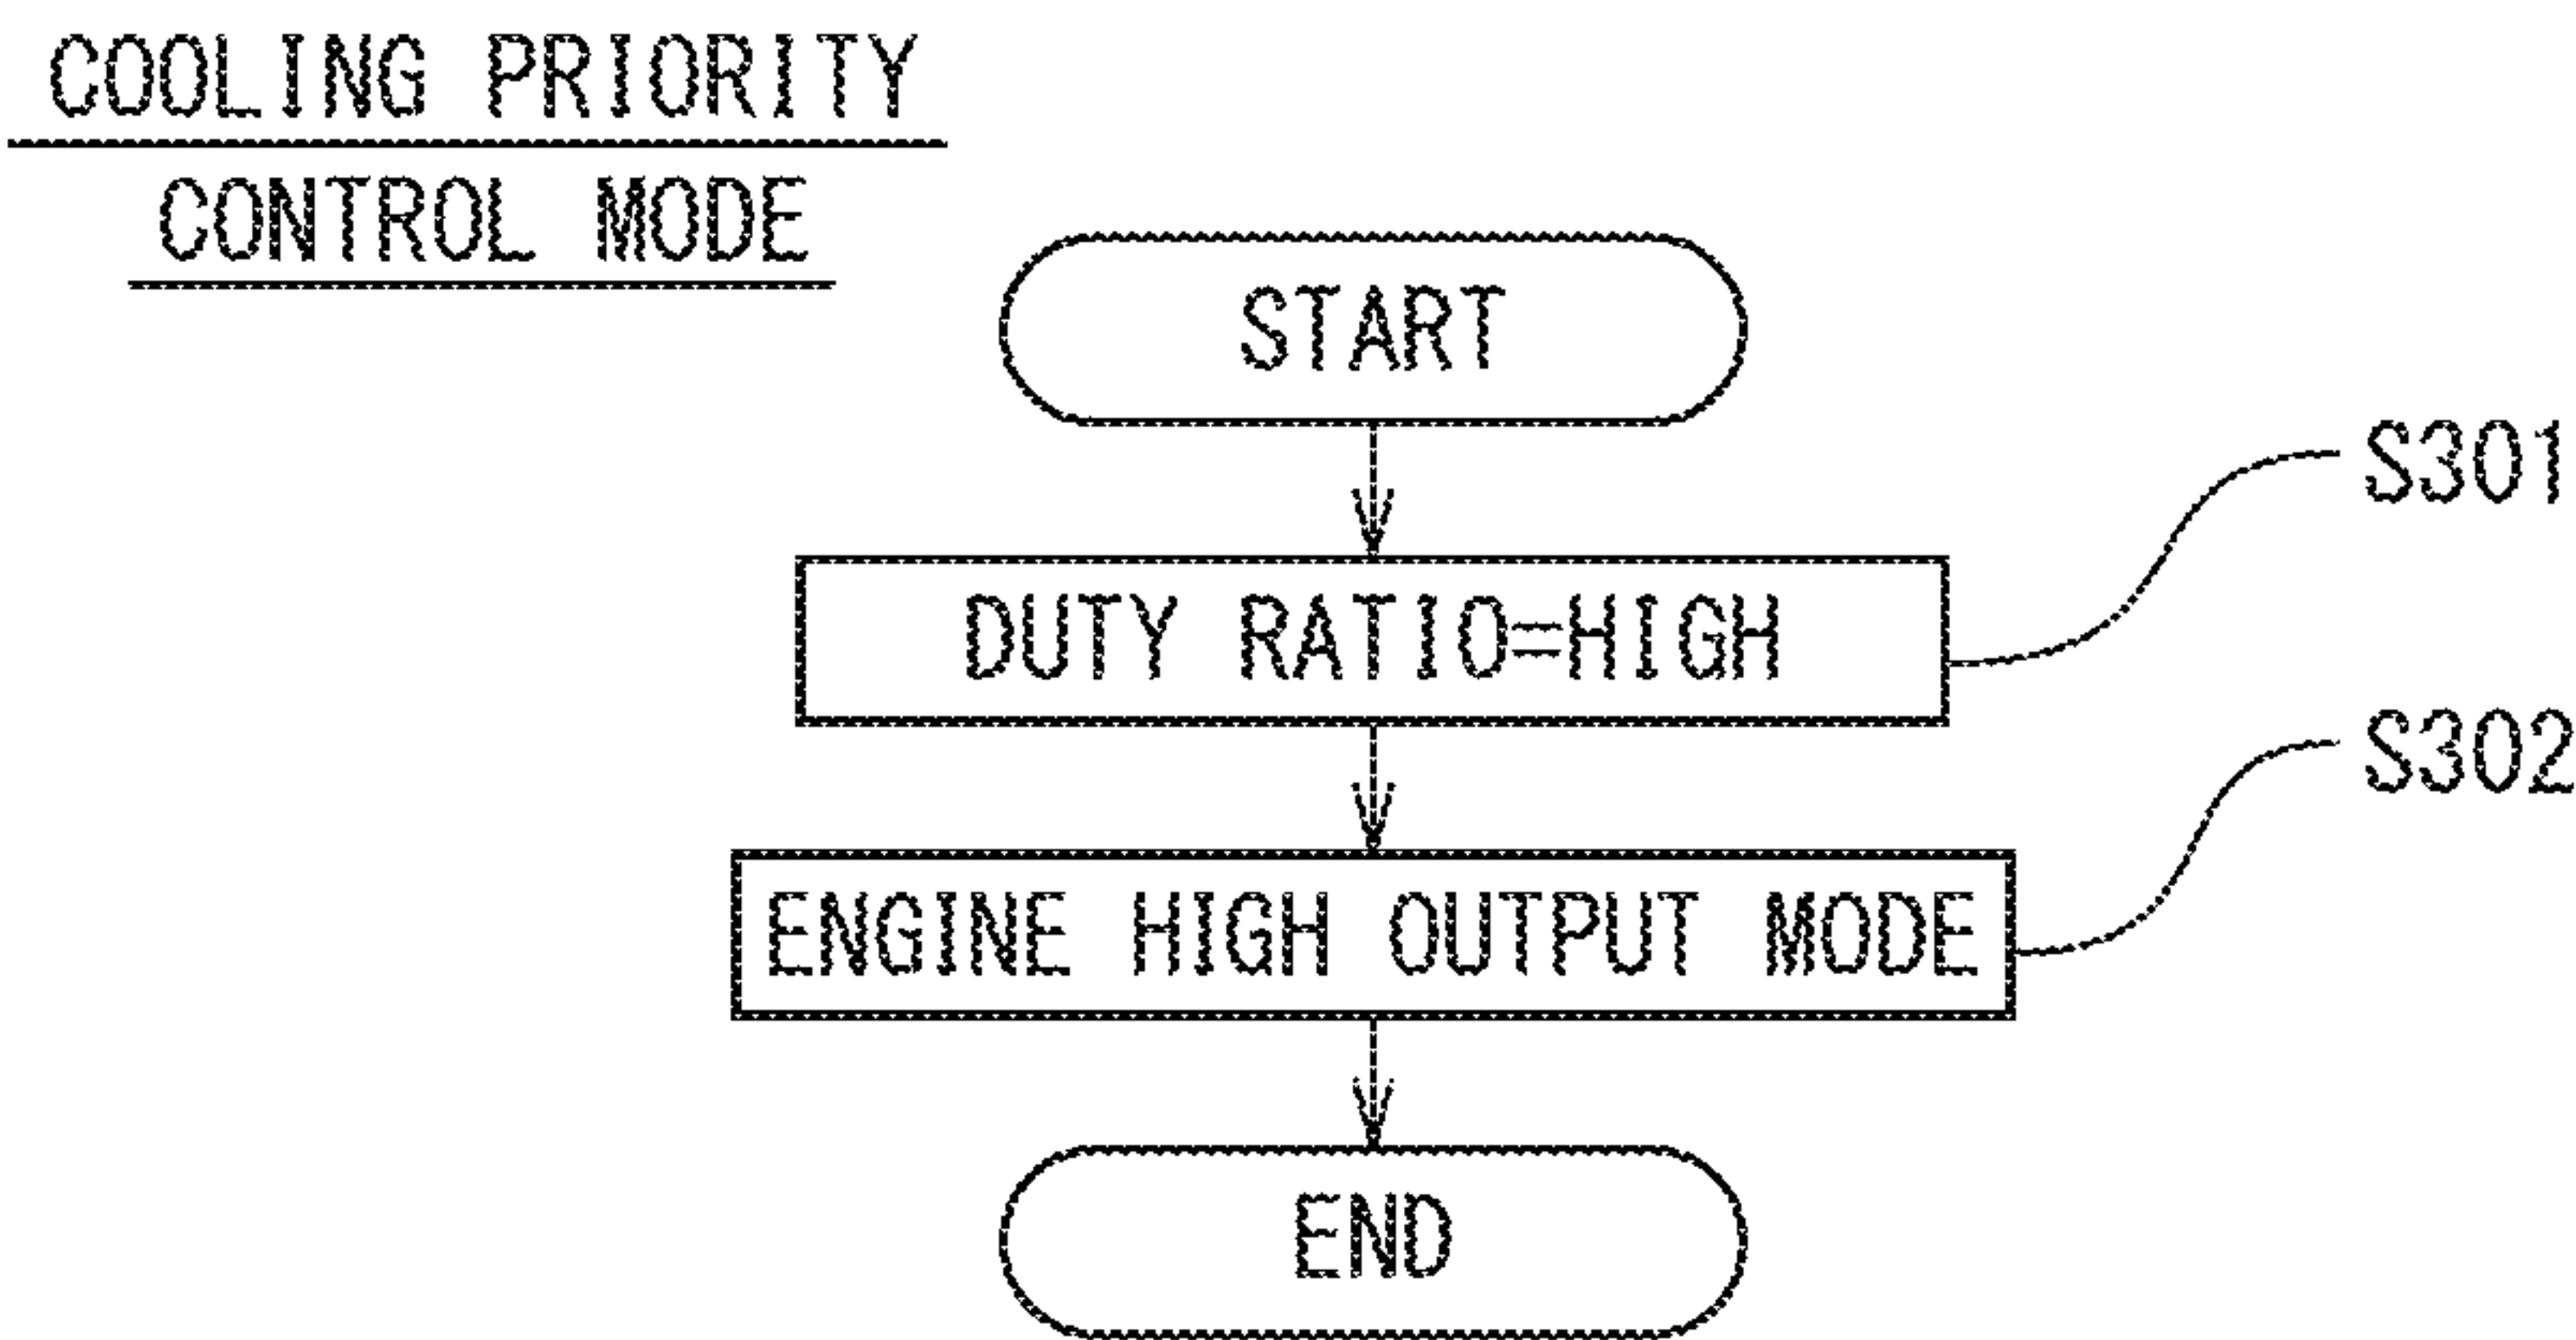 COOLING PRIORITY
CONTROL MODE
START
S301
DUTY RATIO=HIGH
S302
ENGINE HIGH OUTPUT MODE
END